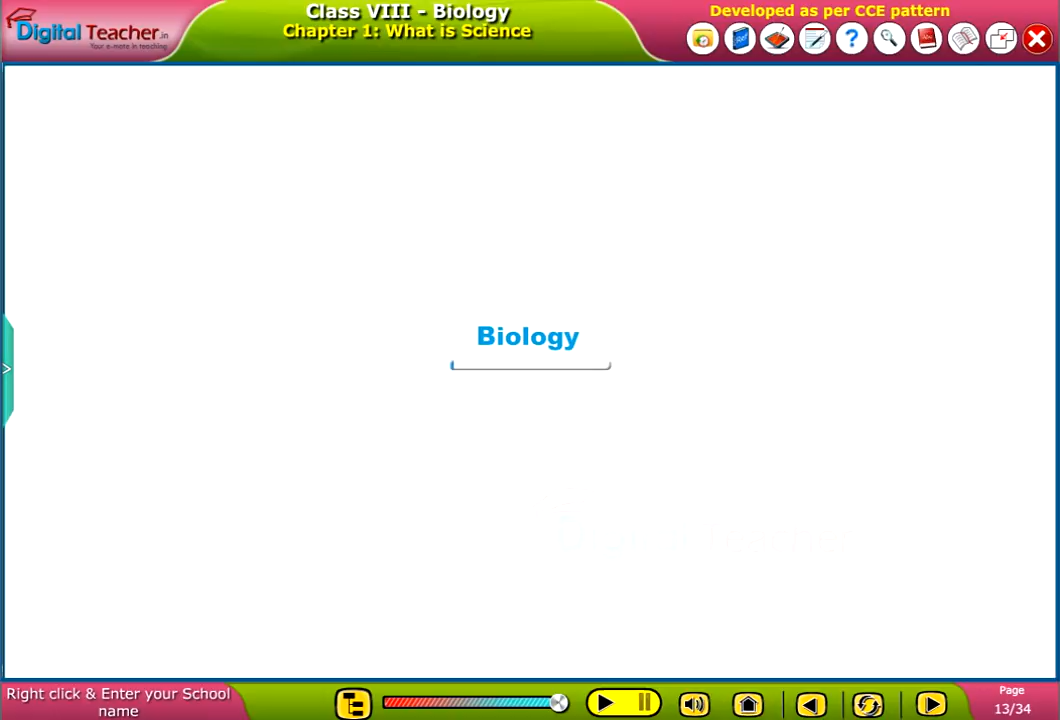 Digital Teacher.in
Your e-mate in teaching
Class VIII - Biology
Chapter 1: What is Science
Developed as per CCE pattern
Biology
Right click & Enter your School
name
Page
13/34